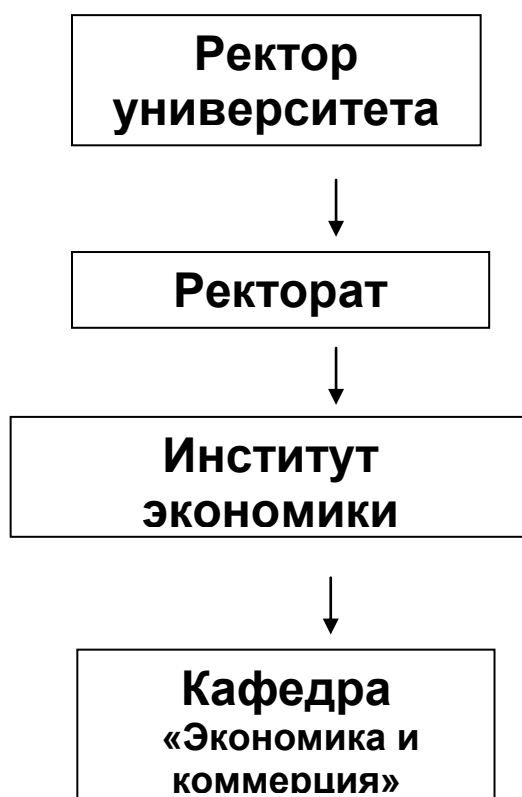 Ректор
университета
Ректорат
Институт
экономики
Кафедра
«Экономика и
коммерция»